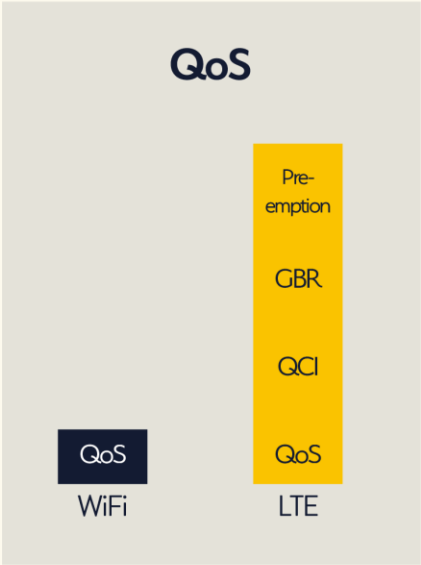 QoS
Pre-
emption
GBR
QCI
QoS
QoS
WiFi
LTE